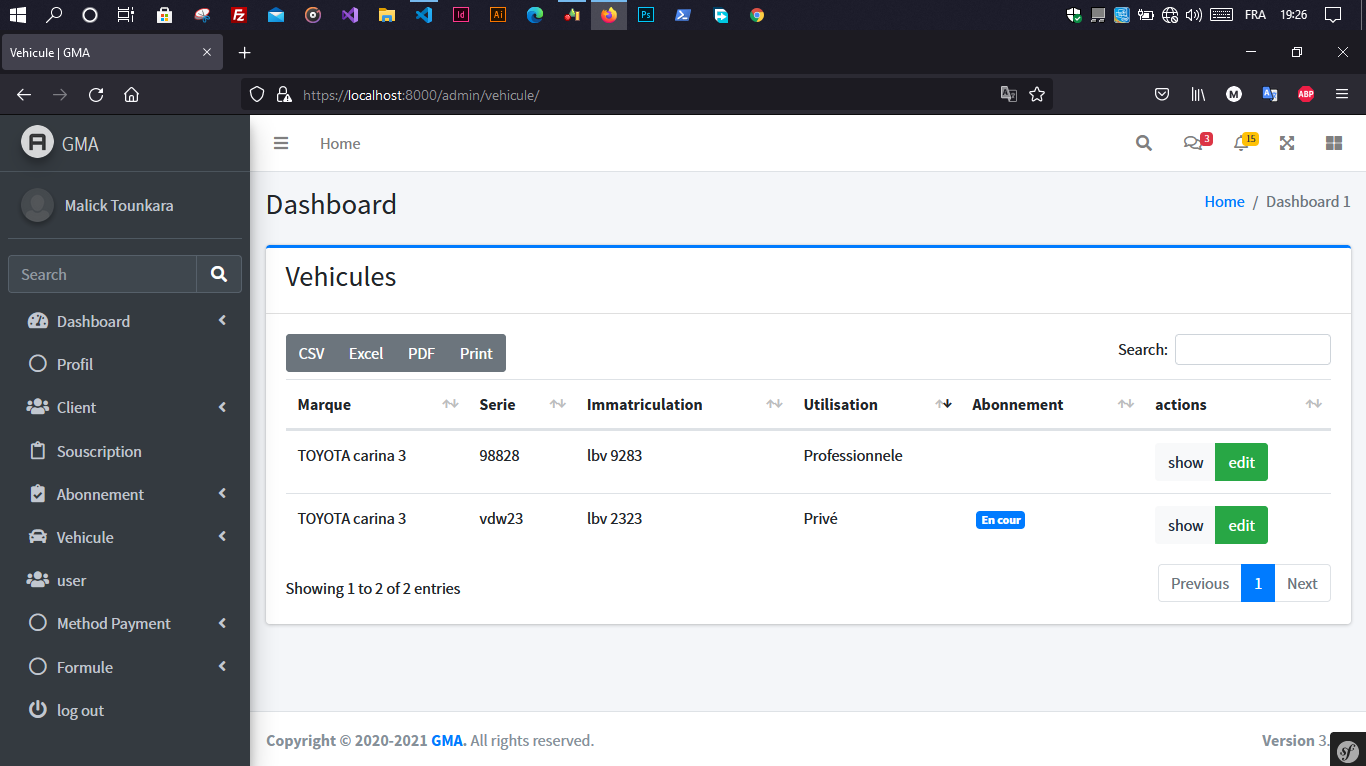 FRA 19:26
Vehicule | GMA
https://localhost:8000/admin/vehicule/
M
ABP
GMA
Home
3
15
Malick Tounkara
Dashboard
Home / Dashboard 1
Search
Vehicules
Dashboard
Profil
Client
Souscription
Abonnement
Vehicule
user
Method Payment
Formule
log out
CSV Excel PDF Print
Search:
Marque Serie Immatriculation Utilisation Abonnement actions
TOYOTA carina 3 98828 lbv 9283 Professionnele show edit
TOYOTA carina 3 vdw23 lbv 2323 Privé En cour show edit
Showing 1 to 2 of 2 entries
Previous 1 Next
Copyright © 2020-2021 GMA. All rights reserved.
Version 3.
sf